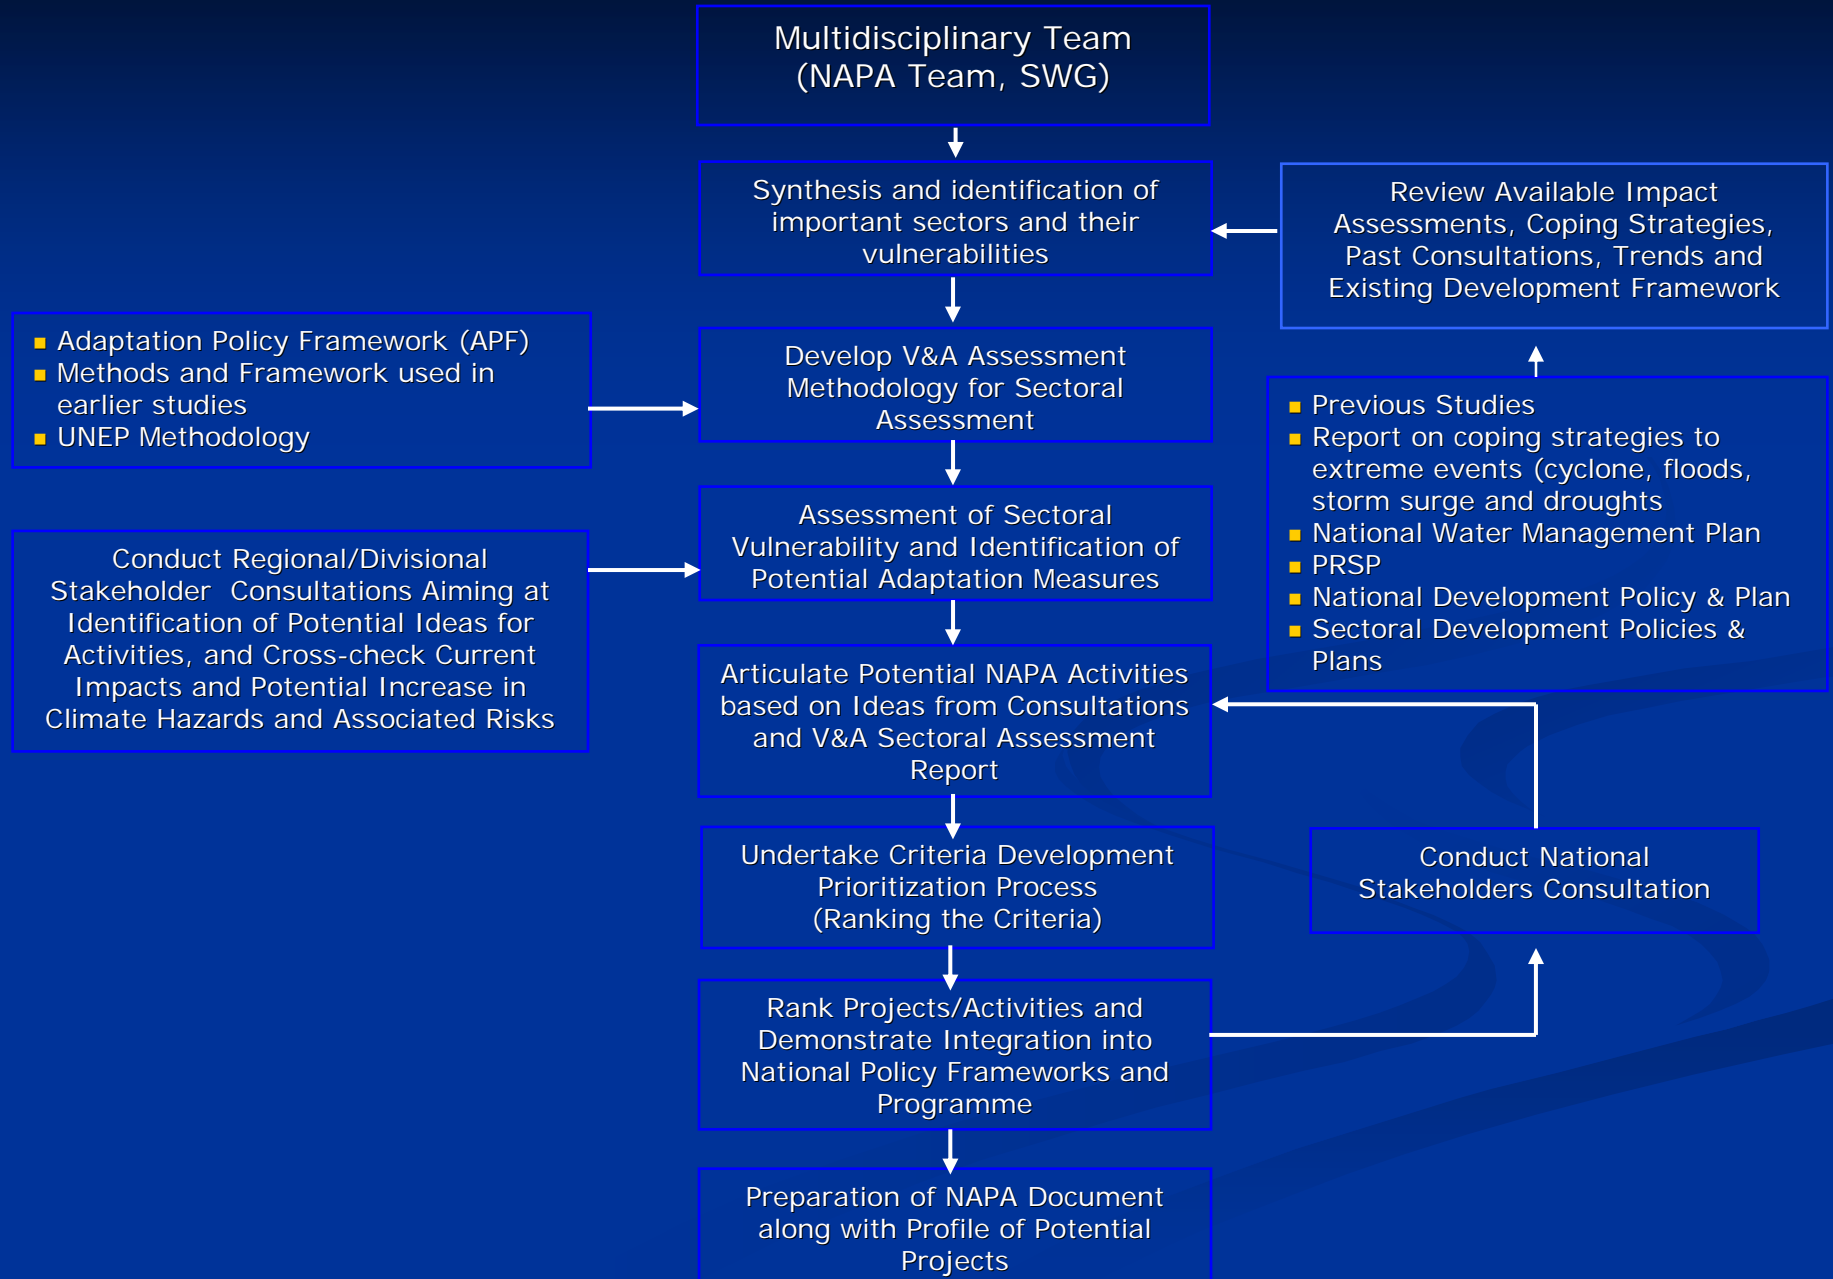 Multidisciplinary Team
(NAPA Team, SWG)
Synthesis and identification of
important sectors and their
vulnerabilities
Review Available Impact
Assessments, Coping Strategies,
Past Consultations, Trends and
Existing Development Framework
Adaptation Policy Framework (APF)
Methods and Framework used in
earlier studies
UNEP Methodology
Develop V&A Assessment
Methodology for Sectoral
Assessment
Previous Studies
Report on coping strategies to
extreme events (cyclone, floods,
storm surge and droughts
National Water Management Plan
PRSP
National Development Policy & Plan
Sectoral Development Policies &
Plans
Conduct Regional/Divisional
Stakeholder  Consultations Aiming at
Identification of Potential Ideas for
Activities, and Cross-check Current
Impacts and Potential Increase in
Climate Hazards and Associated Risks
Assessment of Sectoral
Vulnerability and Identification of
Potential Adaptation Measures
Articulate Potential NAPA Activities
based on Ideas from Consultations
and V&A Sectoral Assessment
Report
Undertake Criteria Development
Prioritization Process
(Ranking the Criteria)
Conduct National
Stakeholders Consultation
Rank Projects/Activities and
Demonstrate Integration into
National Policy Frameworks and
Programme
Preparation of NAPA Document
along with Profile of Potential
Projects